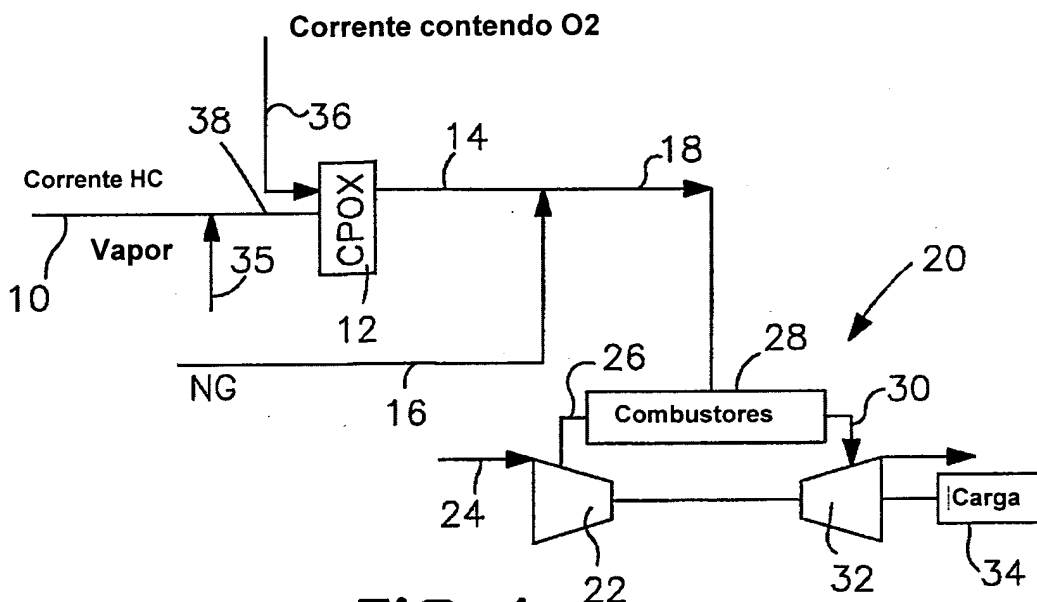 Corrente contendo O2
38
36
14
18
Corrente HC
CPOX
Vapor
35
10
12
20
NG
16
26
28
30
Combustores
24
22
32
Carga
34